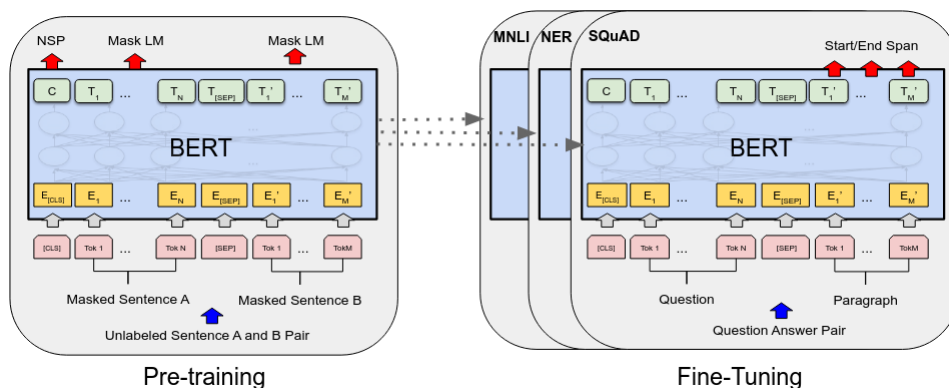 NSP Mask LM Mask LM
C T1 ... TN T[SEP] T1' ... TM'
...
BERT
...
E[CLS] E1 ... EN E[SEP] E1' ... EM'
[CLS] Tok 1 ... Tok N [SEP] Tok 1 ... TokM
Masked Sentence A Masked Sentence B
Unlabeled Sentence A and B Pair
Pre-training
MNLI NER SQuAD
Start/End Span
C T1 ... TN T[SEP] T1' ... TM'
...
BERT
...
E[CLS] E1 ... EN E[SEP] E1' ... EM'
[CLS] Tok 1 ... Tok N [SEP] Tok 1 ... TokM
Question Paragraph
Question Answer Pair
Fine-Tuning